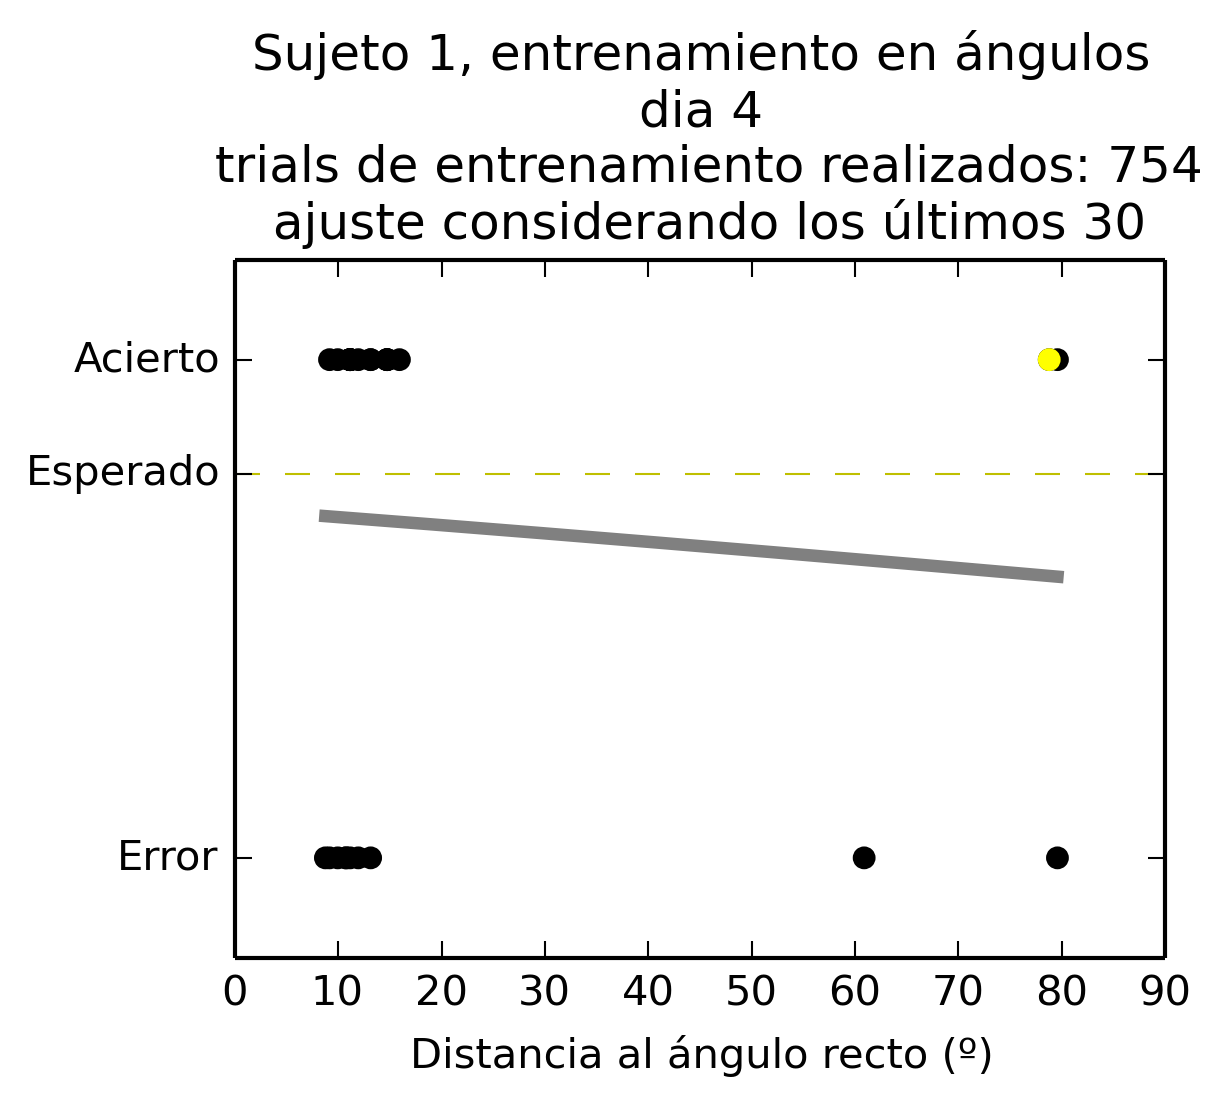 Sujeto 1, entrenamiento en ángulos
dia 4
trials de entrenamiento realizados: 754
ajuste considerando los últimos 30
Acierto
Esperado
Error
0 10 20 30 40 50 60 70 80 90
Distancia al ángulo recto (º)